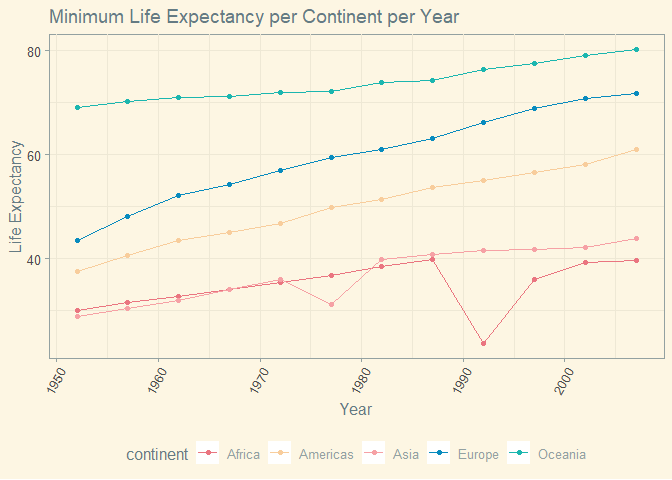 Minimum Life Expectancy per Continent per Year
80
60
40
Life Expectancy
1950 1960 1970 1980 1990 2000
Year
continent Africa Americas Asia Europe Oceania